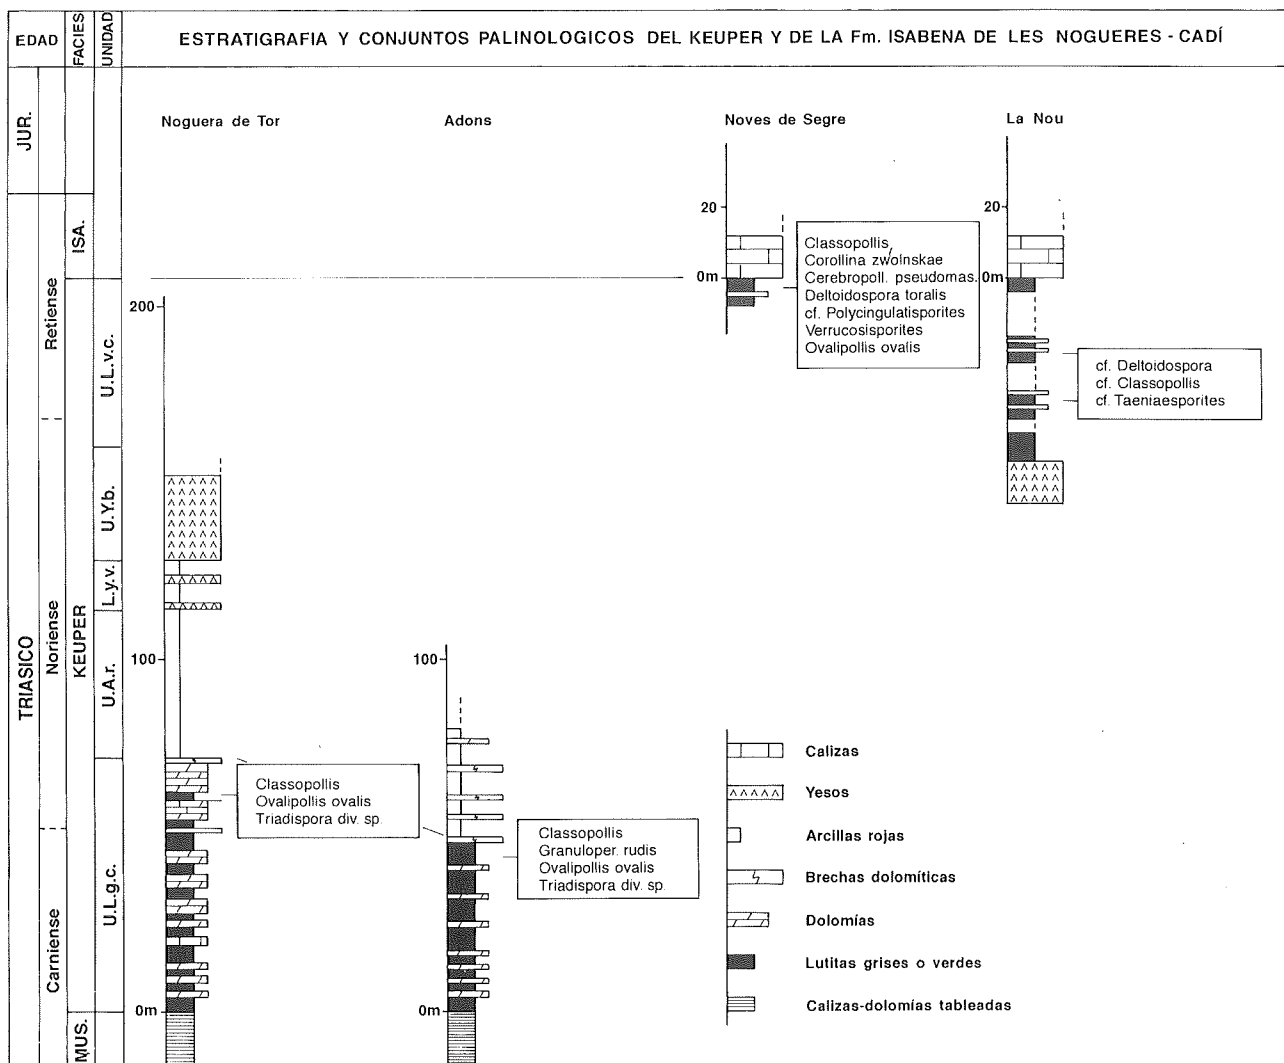 EDAD
FACIES
UNIDAD
ESTRATIGRAFIA Y CONJUNTOS PALINOLOGICOS DEL KEUPER Y DE LA Fm. ISABENA DE LES NOGUERES - CADÍ
JUR.
TRIASICO
Retiense
Noriense
Carniense
ISA.
KEUPER
MUS.
U.L.v.c.
U.Y.b.
L.y.v.
U.A.r.
U.L.g.c.
Noguera de Tor
200
100
0m
Classopollis
Ovalipollis ovalis
Triadispora div. sp.
Adons
100
0m
Classopollis
Granuloper. rudis
Ovalipollis ovalis
Triadispora div. sp.
Noves de Segre
20
0m
Classopollis
Corollina zwolnskae
Cerebropoll. pseudomas.
Deltoidospora toralis
cf. Polycingulatisporites
Verrucosisporites
Ovalipollis ovalis
La Nou
20
0m
cf. Deltoidospora
cf. Classopollis
cf. Taeniaesporites
Calizas
Yesos
Arcillas rojas
Brechas dolomíticas
Dolomías
Lutitas grises o verdes
Calizas-dolomías tableadas